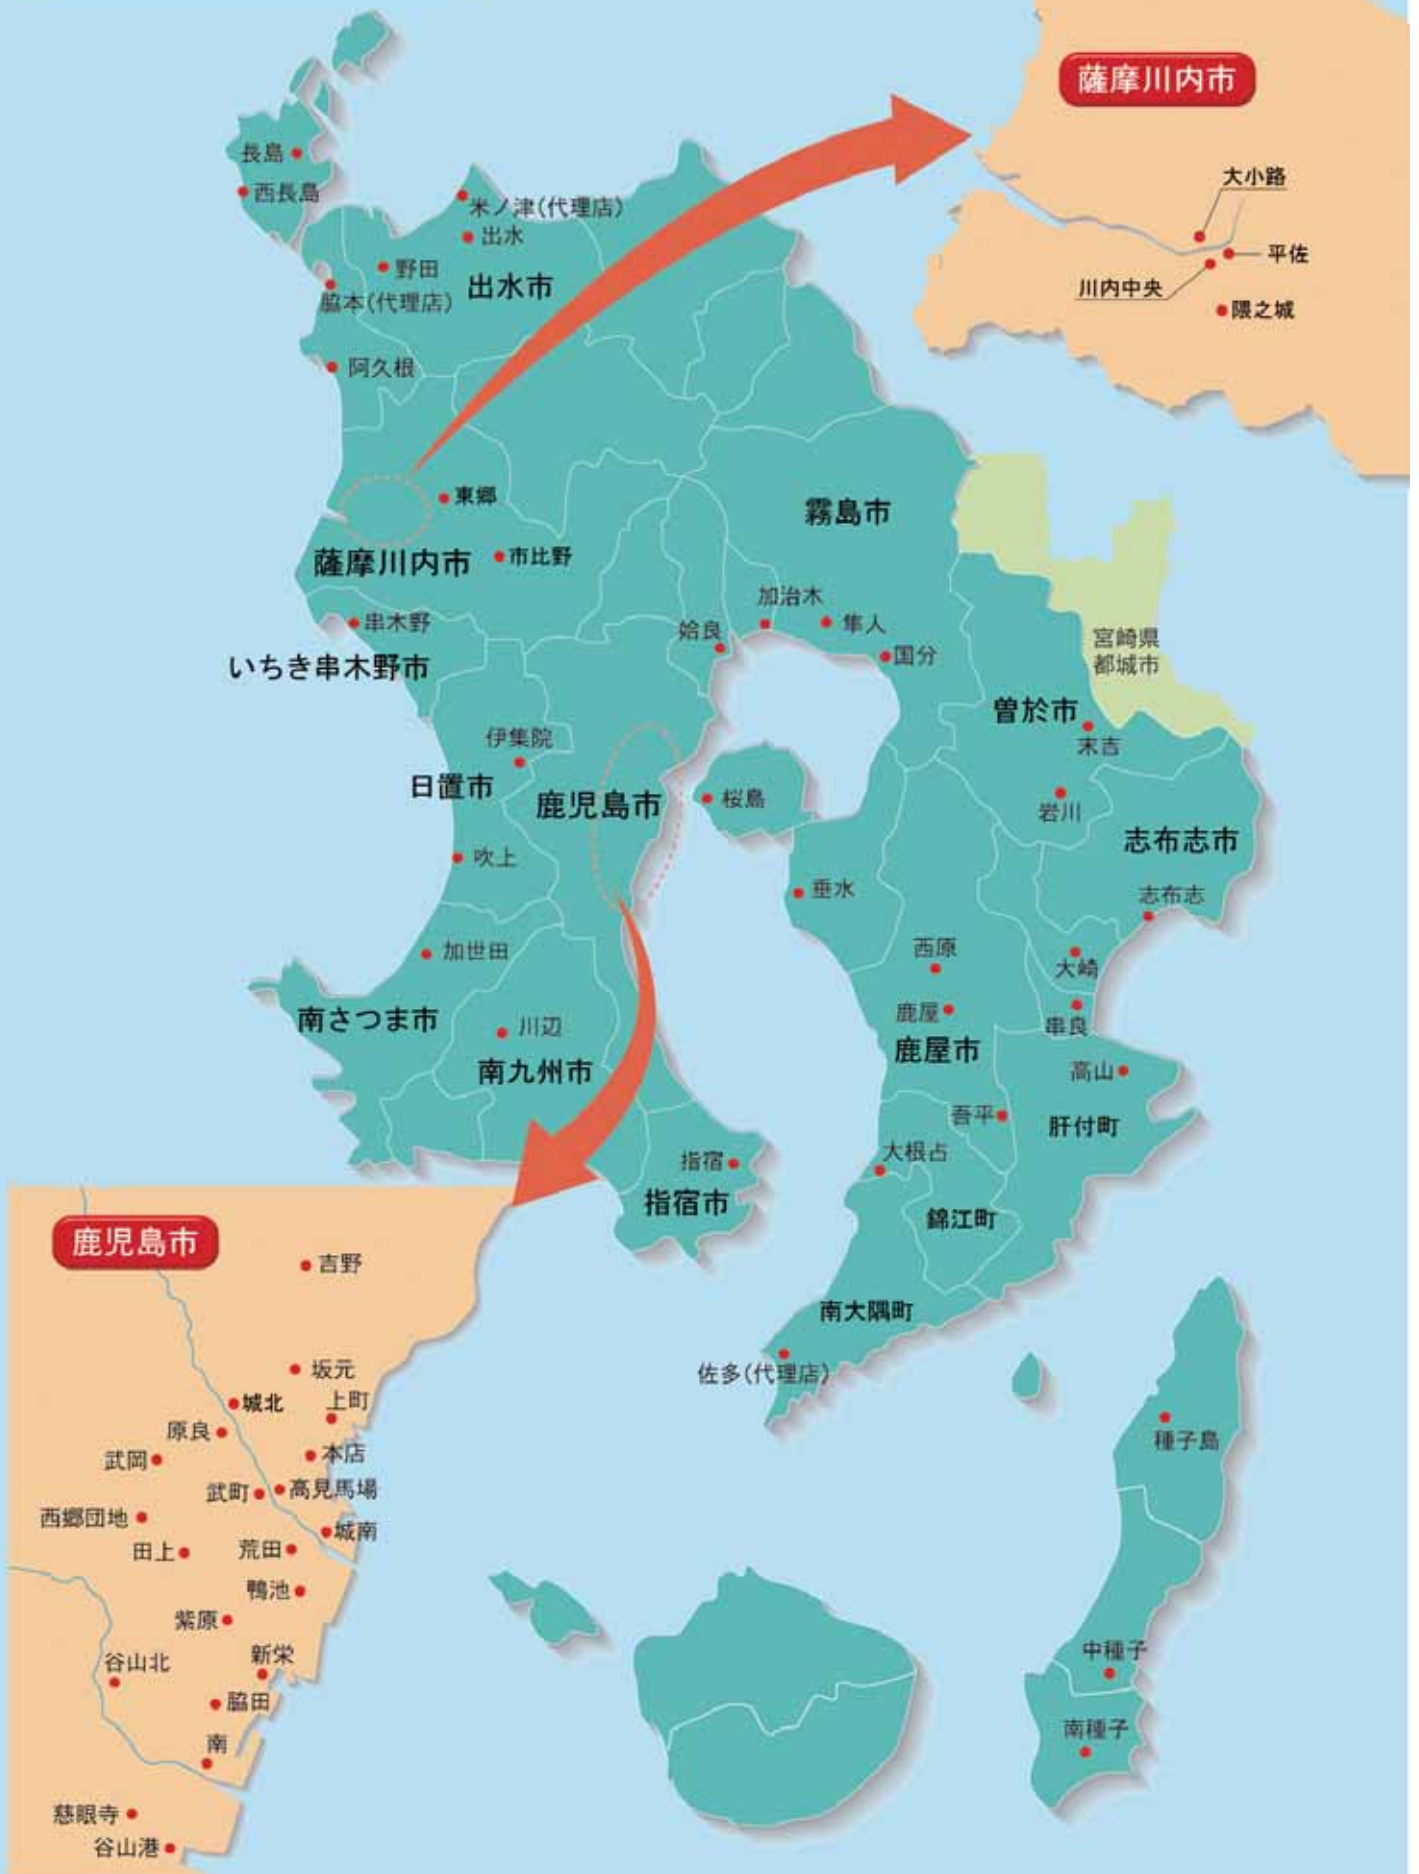 薩摩川内市
大小路
平佐
川内中央
隈之城
長島
西長島
米ノ津(代理店)
出水
野田
出水市
脇本(代理店)
阿久根
東郷
薩摩川内市
市比野
霧島市
串木野
いちき串木野市
加治木
隼人
姶良
国分
宮崎県
都城市
曽於市
末吉
伊集院
日置市
鹿児島市
桜島
岩川
志布志市
吹上
垂水
志布志
加世田
西原
大崎
南さつま市
川辺
鹿屋
串良
鹿屋市
南九州市
高山
吾平
肝付町
大根占
指宿
指宿市
錦江町
南大隅町
佐多(代理店)
鹿児島市
吉野
坂元
城北
上町
原良
本店
武岡
武町
高見馬場
西郷団地
城南
田上
荒田
鴨池
紫原
新栄
谷山北
脇田
南
慈眼寺
谷山港
種子島
中種子
南種子